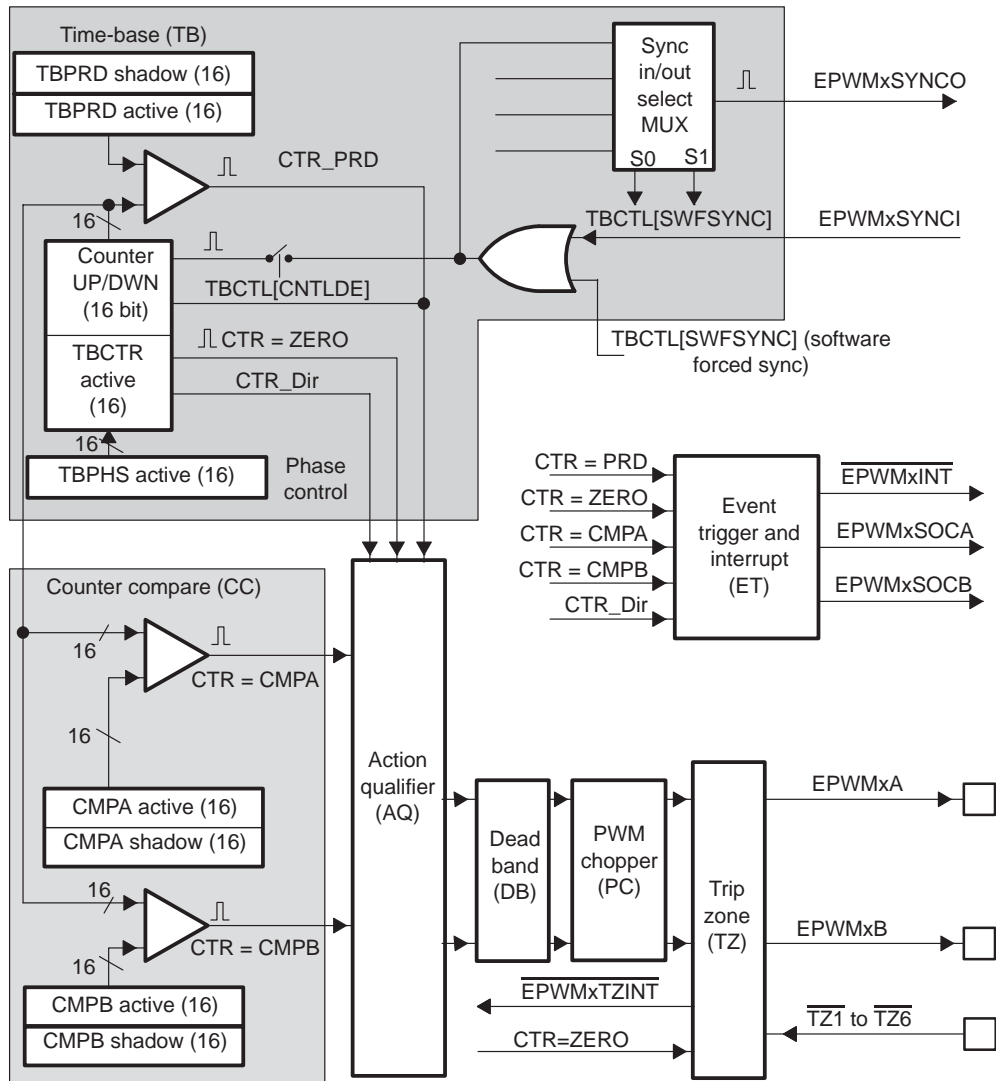 Time-base (TB)
TBPRD shadow (16)
TBPRD active (16)
CTR_PRD
16
Counter
UP/DWN
(16 bit)
TBCTR
active
(16)
TBCTL[CNTLDE]
CTR = ZERO
CTR_Dir
16
TBPHS active (16)
Phase
control
Sync
in/out
select
MUX
S0
S1
EPWMxSYNCO
TBCTL[SWFSYNC]
EPWMxSYNCI
TBCTL[SWFSYNC] (software
forced sync)
CTR = PRD
CTR = ZERO
CTR = CMPA
CTR = CMPB
CTR_Dir
Event
trigger and
interrupt
(ET)
EPWMxINT
EPWMxSOCA
EPWMxSOCB
Counter compare (CC)
16
CTR = CMPA
16
CMPA active (16)
CMPA shadow (16)
16
CTR = CMPB
16
CMPB active (16)
CMPB shadow (16)
Action
qualifier
(AQ)
Dead
band
(DB)
PWM
chopper
(PC)
Trip
zone
(TZ)
EPWMxA
EPWMxB
EPWMxTZINT
TZ1 to TZ6
CTR=ZERO